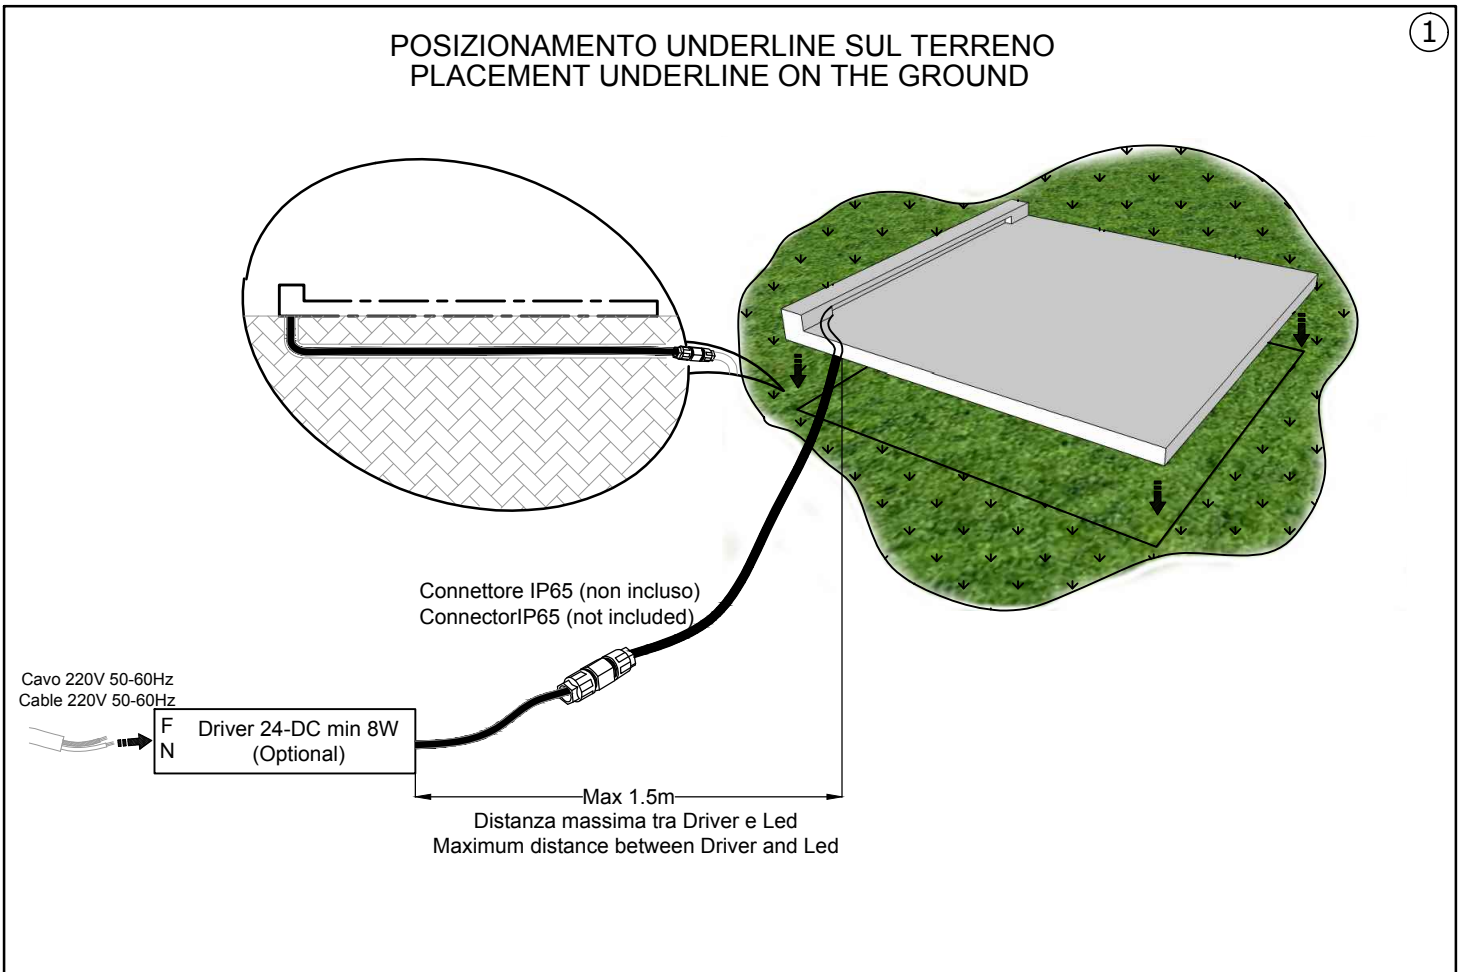 POSIZIONAMENTO UNDERLINE SUL TERRENO
PLACEMENT UNDERLINE ON THE GROUND
1
Connettore IP65 (non incluso)
ConnectorIP65 (not included)
Cavo 220V 50-60Hz
Cable 220V 50-60Hz
F
N
Driver 24-DC min 8W
(Optional)
Max 1.5m
Distanza massima tra Driver e Led
Maximum distance between Driver and Led